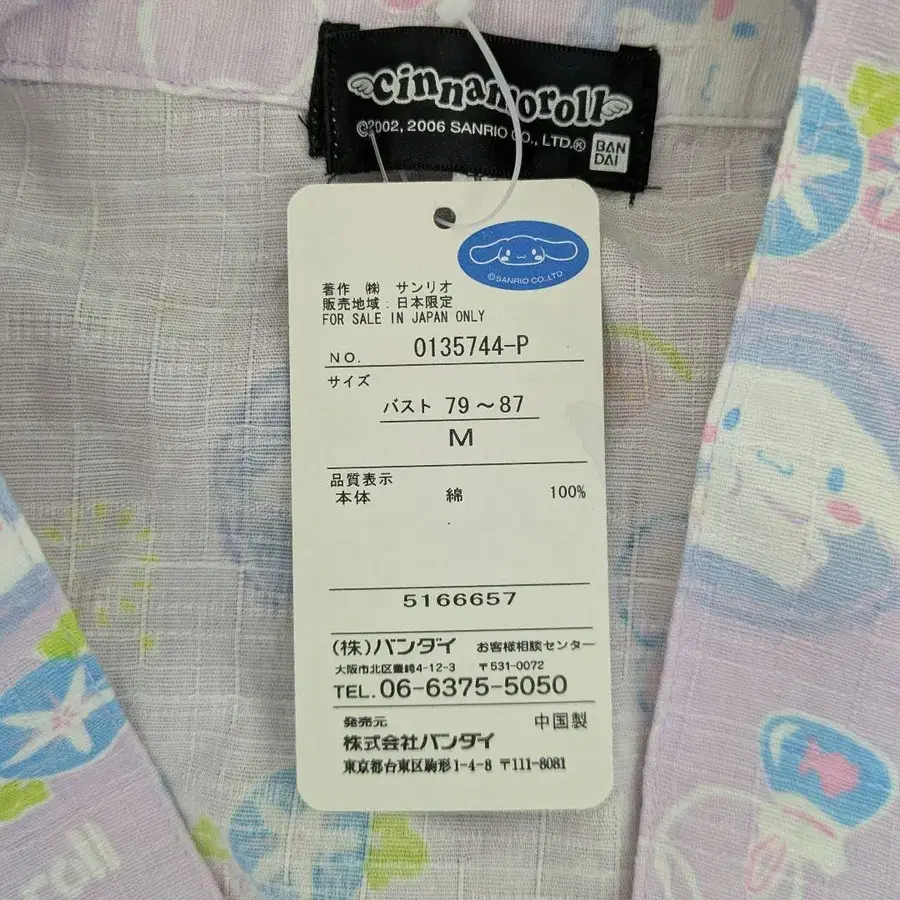 cinnamoroll
©2002, 2006 SANRIO CO., LTD.®
BAN
DAI
©SANRIO CO.,LTD
著作 ㈱ サンリオ
販売地域:日本限定
FOR SALE IN JAPAN ONLY
NO. 0135744-P
サイズ
バスト 79～87
M
品質表示
本体 綿 100%
5166657
(株)バンダイ お客様相談センター
大阪市北区豊崎4-12-3 〒531-0072
TEL. 06-6375-5050
発売元 中国製
株式会社バンダイ
東京都台東区駒形1-4-8 〒111-8081
roll